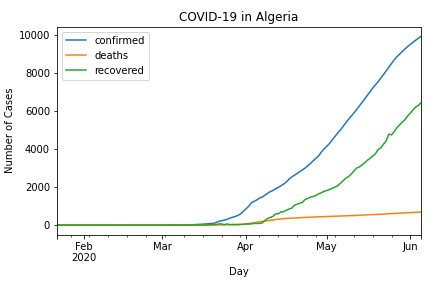 COVID-19 in Algeria
confirmed
deaths
recovered
Number of Cases
10000
8000
6000
4000
2000
0
Feb
2020
Mar
Apr
May
Jun
Day